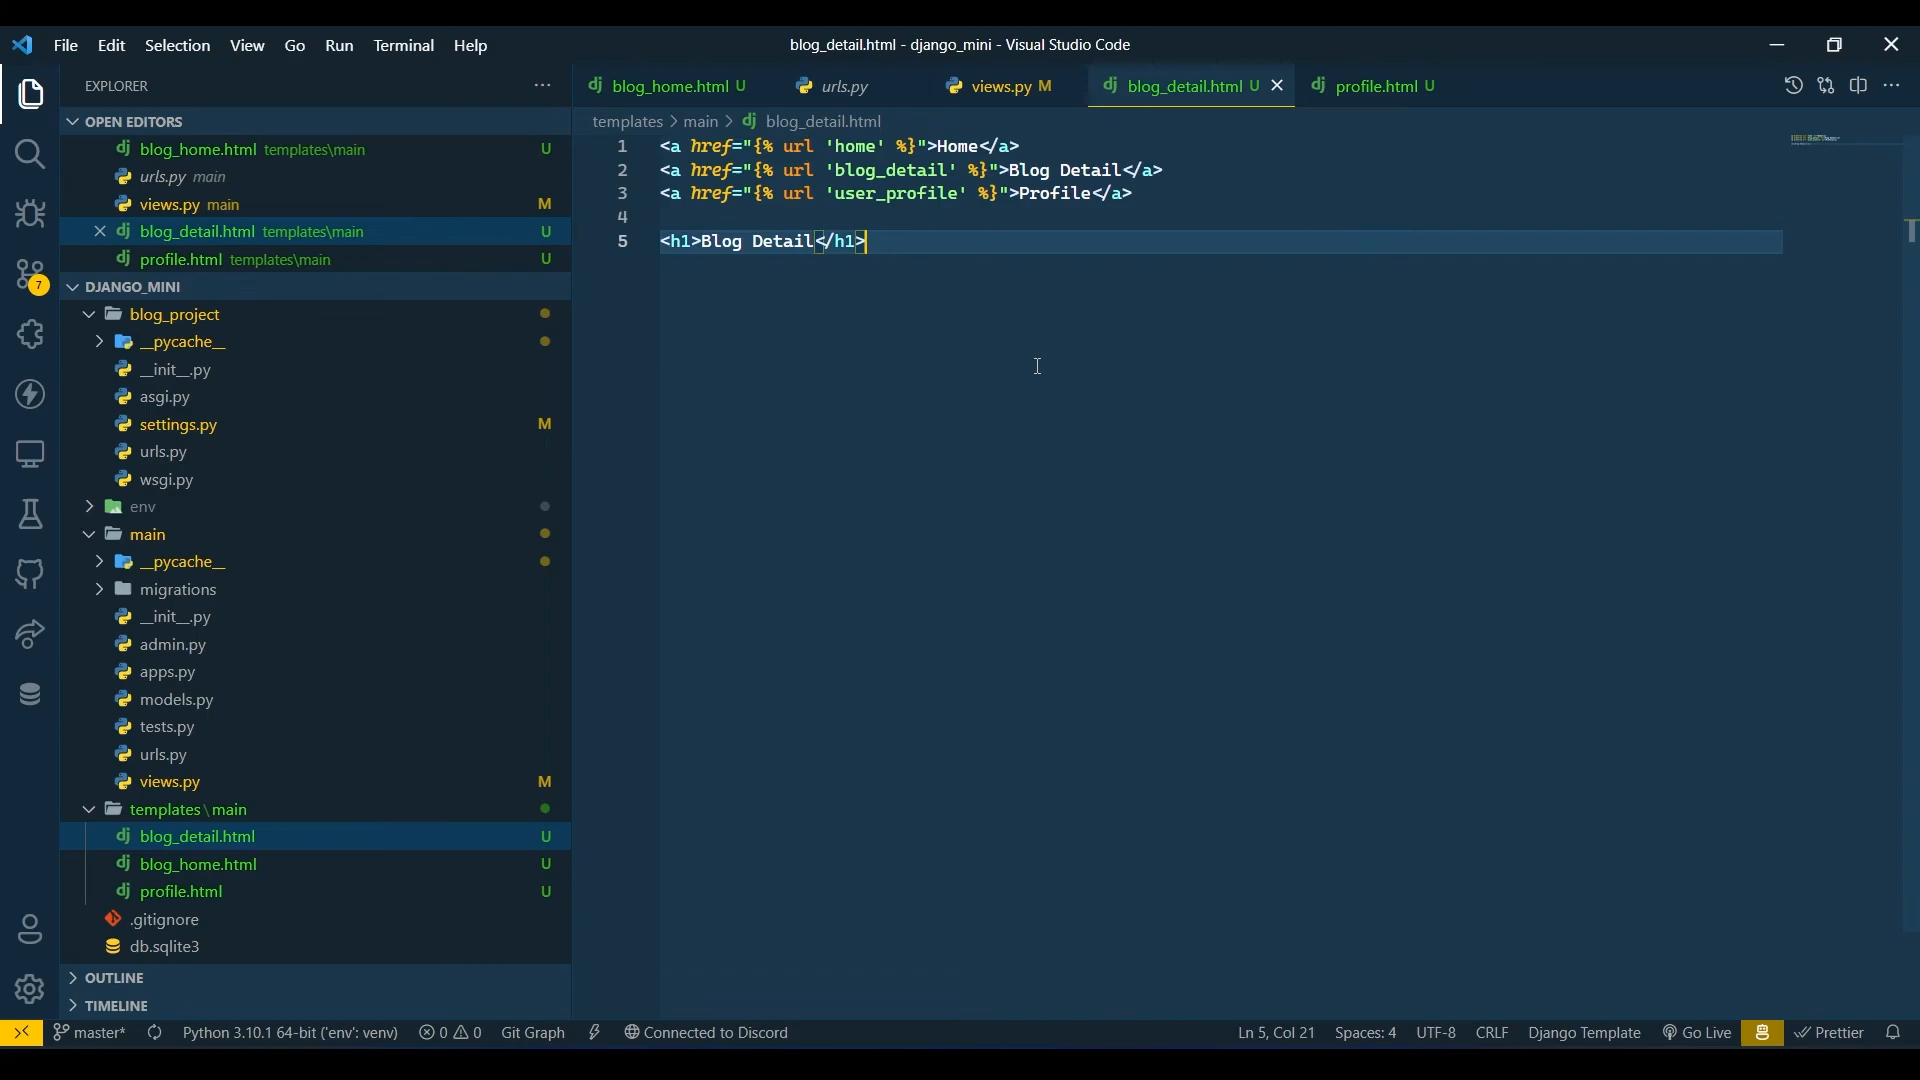 File Edit Selection View Go Run Terminal Help
blog_detail.html - django_mini - Visual Studio Code
EXPLORER
OPEN EDITORS
blog_home.html templates\main U
urls.py main
views.py main M
blog_detail.html templates\main U
profile.html templates\main U
DJANGO_MINI
blog_project
__pycache__
__init__.py
asgi.py
settings.py M
urls.py
wsgi.py
env
main
__pycache__
migrations
__init__.py
admin.py
apps.py
models.py
tests.py
urls.py
views.py M
templates\main
blog_detail.html U
blog_home.html U
profile.html U
.gitignore
db.sqlite3
OUTLINE
TIMELINE
7
blog_home.html U urls.py views.py M blog_detail.html U profile.html U
templates > main > blog_detail.html
1 <a href="{% url 'home' %}">Home</a>
2 <a href="{% url 'blog_detail' %}">Blog Detail</a>
3 <a href="{% url 'user_profile' %}">Profile</a>
4
5 <h1>Blog Detail</h1>
master* Python 3.10.1 64-bit ('env': venv) 0 0 Git Graph Connected to Discord Ln 5, Col 21 Spaces: 4 UTF-8 CRLF Django Template Go Live Prettier